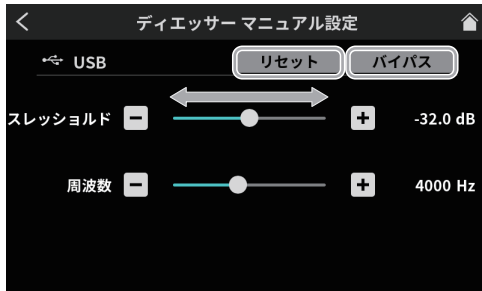 ディエッサー マニュアル設定
USB リセット バイパス
スレッショルド - + -32.0 dB
周波数 - + 4000 Hz